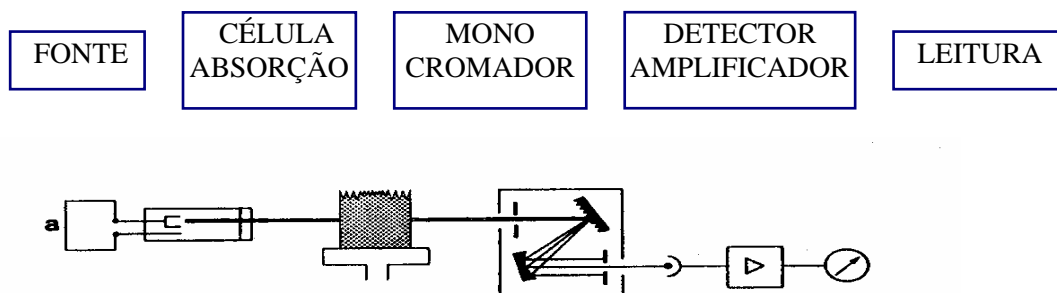 FONTE
CÉLULA
ABSORÇÃO
MONO
CROMADOR
DETECTOR
AMPLIFICADOR
LEITURA
a